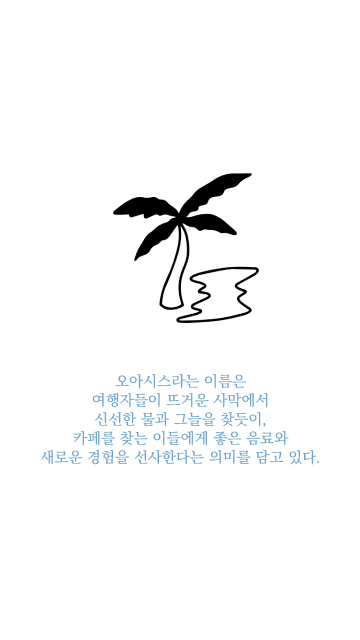 오아시스라는 이름은
여행자들이 뜨거운 사막에서
신선한 물과 그늘을 찾듯이,
카페를 찾는 이들에게 좋은 음료와
새로운 경험을 선사한다는 의미를 담고 있다.